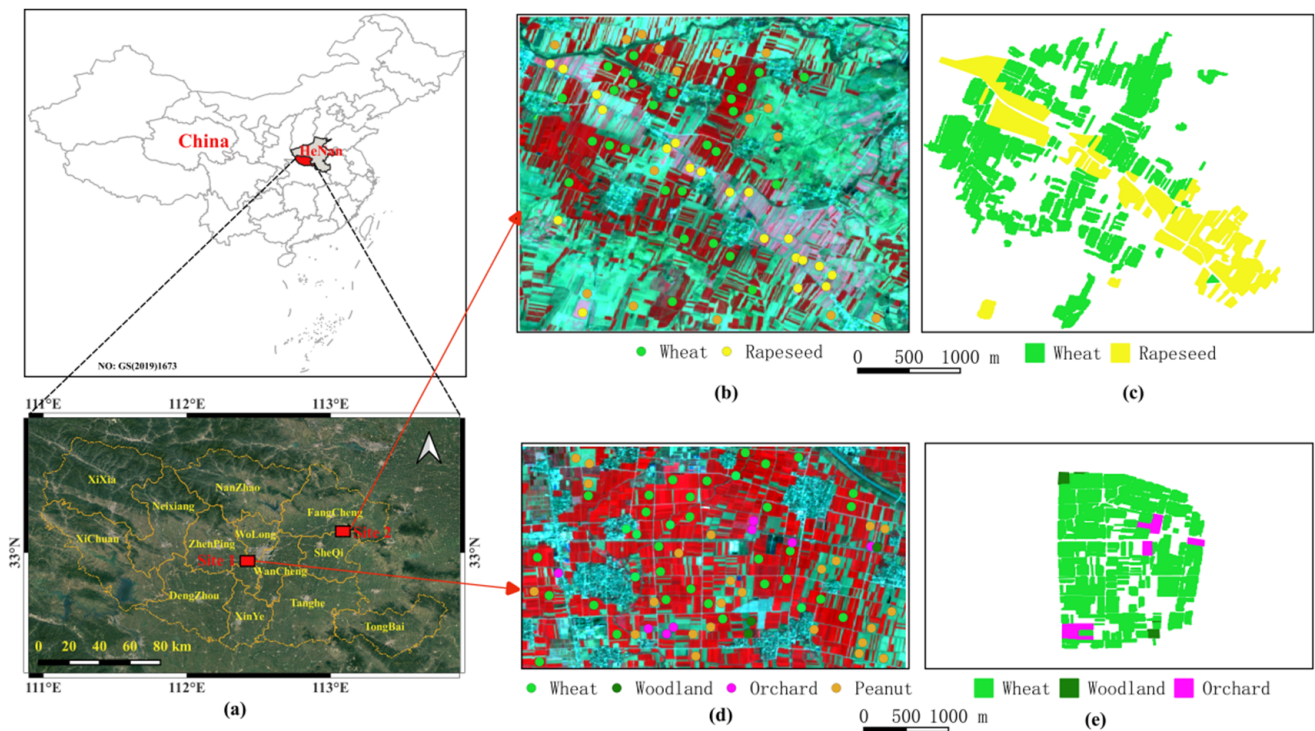 China
HeNan
NO: GS(2019)1673
111°E 112°E 113°E
33°N
33°N
XiXia
NanZhao
Neixiang
FangCheng
XiChuan
ZhenPing
WoLong
Site 2
SheQi
Site 1
WanCheng
DengZhou
Tanghe
XinYe
TongBai
0 20 40 60 80 km
111°E 112°E 113°E
(a)
Wheat Rapeseed
0 500 1000 m
Wheat Rapeseed
(b)
(c)
Wheat Woodland Orchard Peanut
Wheat Woodland Orchard
(d)
0 500 1000 m
(e)